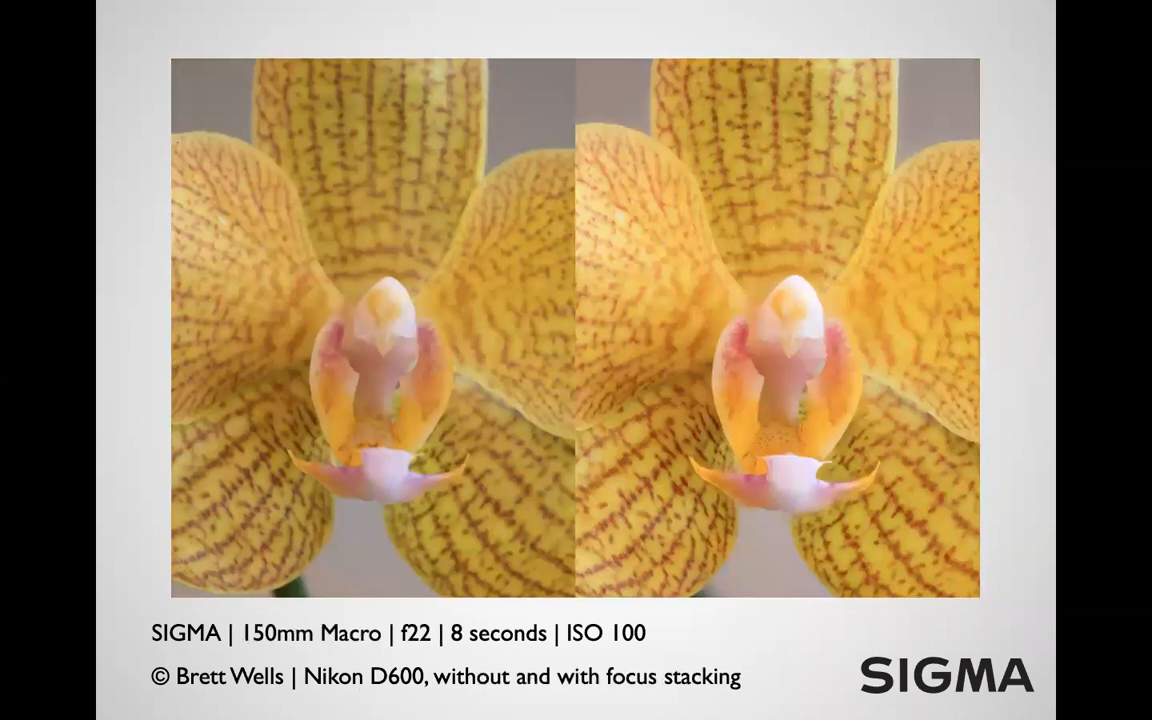 SIGMA | 150mm Macro | f22 | 8 seconds | ISO 100
© Brett Wells | Nikon D600, without and with focus stacking
SIGMA